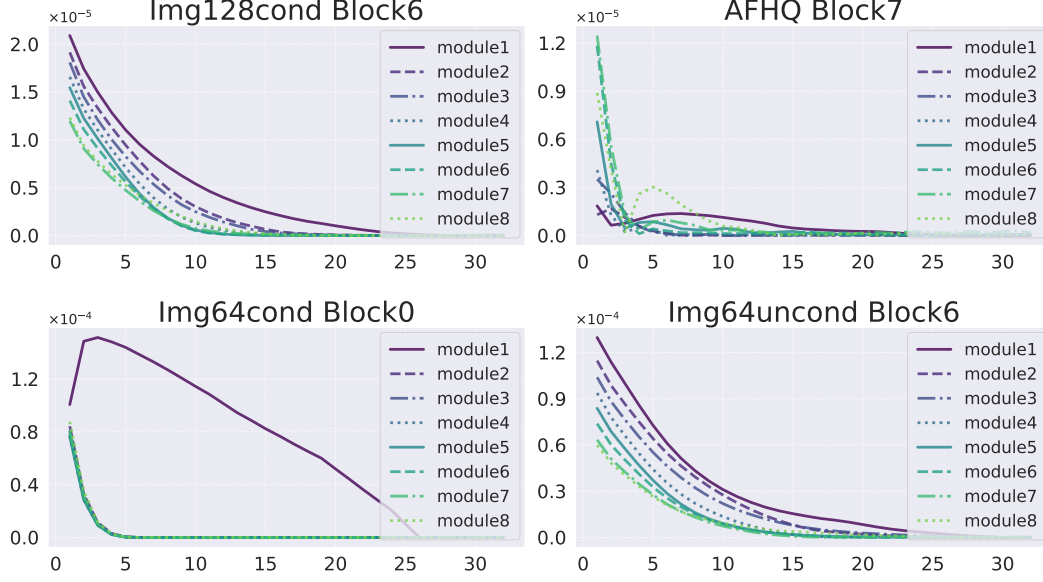 Img128cond Block6
×10⁻⁵
2.0
1.5
1.0
0.5
0.0
0 5 10 15 20 25 30
module1
module2
module3
module4
module5
module6
module7
module8
AFHQ Block7
×10⁻⁵
1.2
0.9
0.6
0.3
0.0
0 5 10 15 20 25 30
module1
module2
module3
module4
module5
module6
module7
module8
Img64cond Block0
×10⁻⁴
1.2
0.8
0.4
0.0
0 5 10 15 20 25 30
module1
module2
module3
module4
module5
module6
module7
module8
Img64uncond Block6
×10⁻⁴
1.2
0.9
0.6
0.3
0.0
0 5 10 15 20 25 30
module1
module2
module3
module4
module5
module6
module7
module8